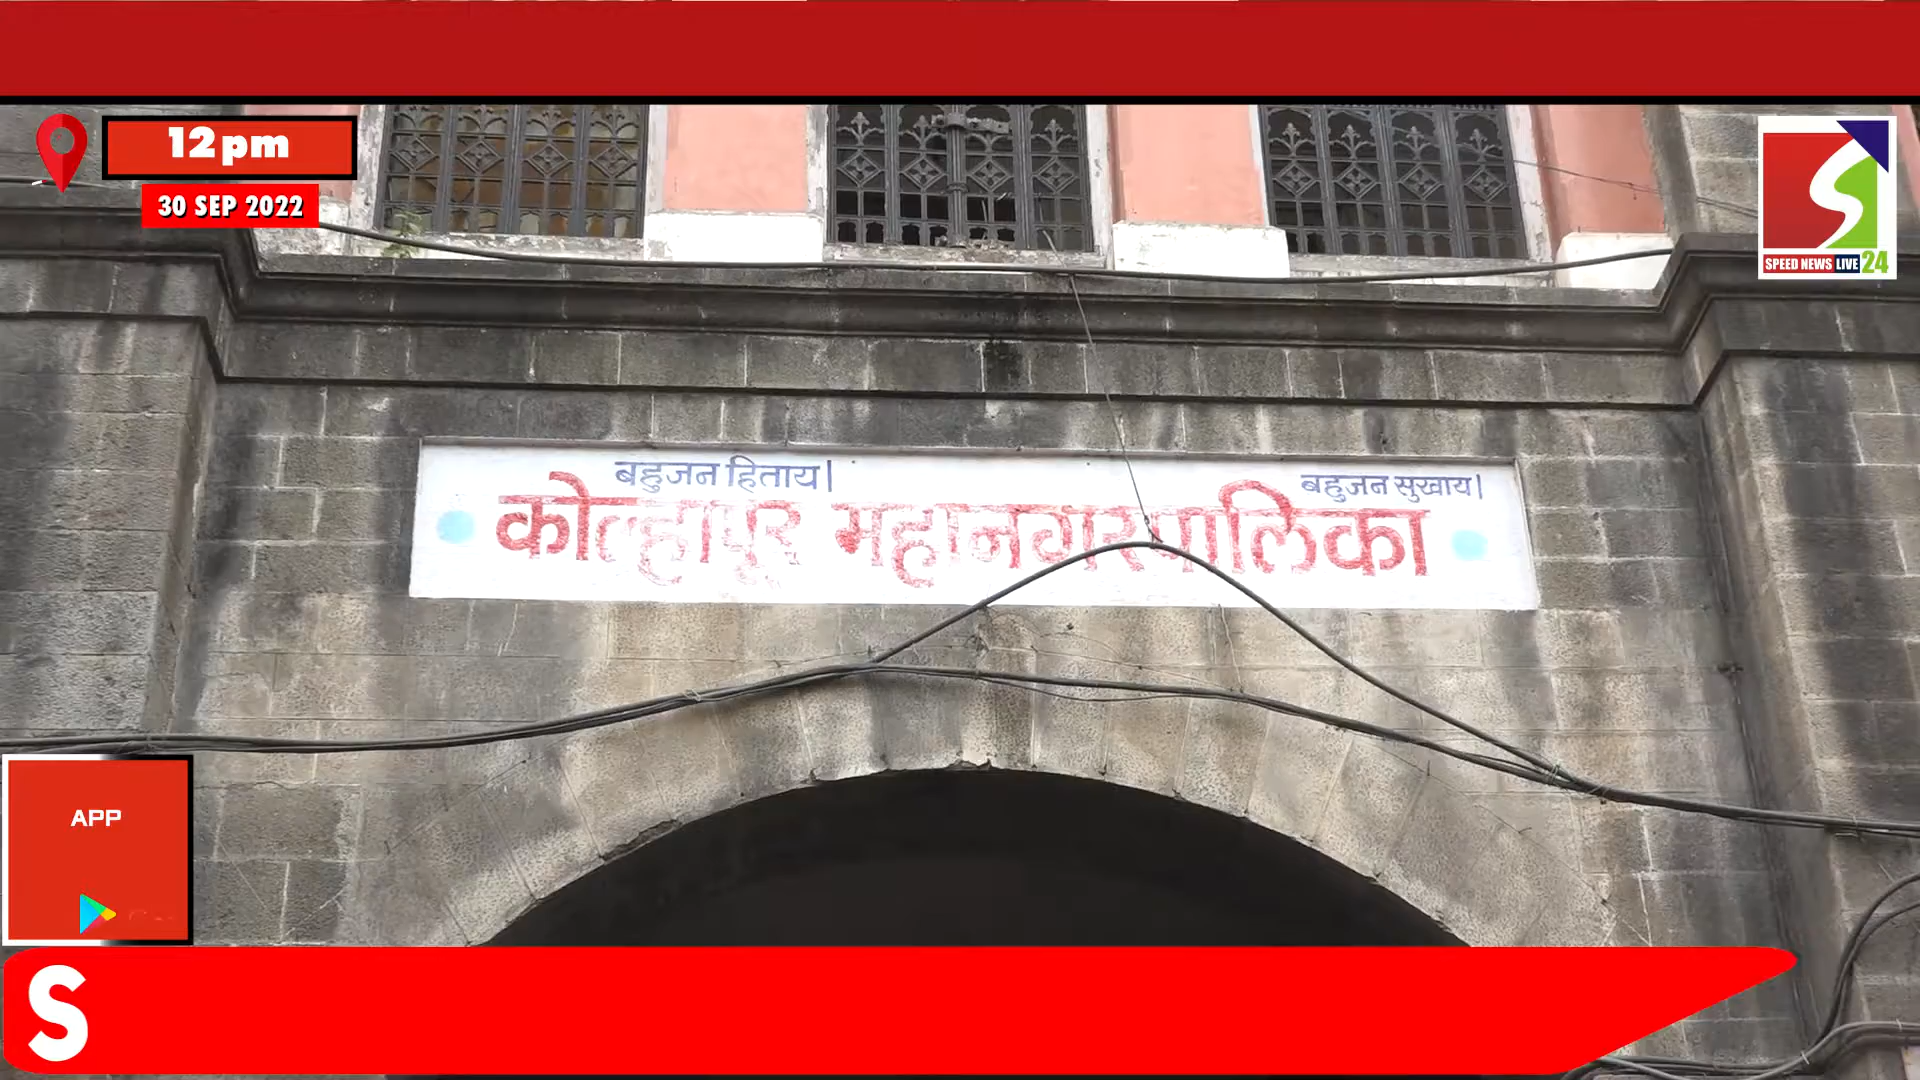 12pm
30 SEP 2022
SPEED NEWS LIVE 24
बहुजन हिताय।
बहुजन सुखाय।
कोल्हापूर महानगरपालिका
APP
S